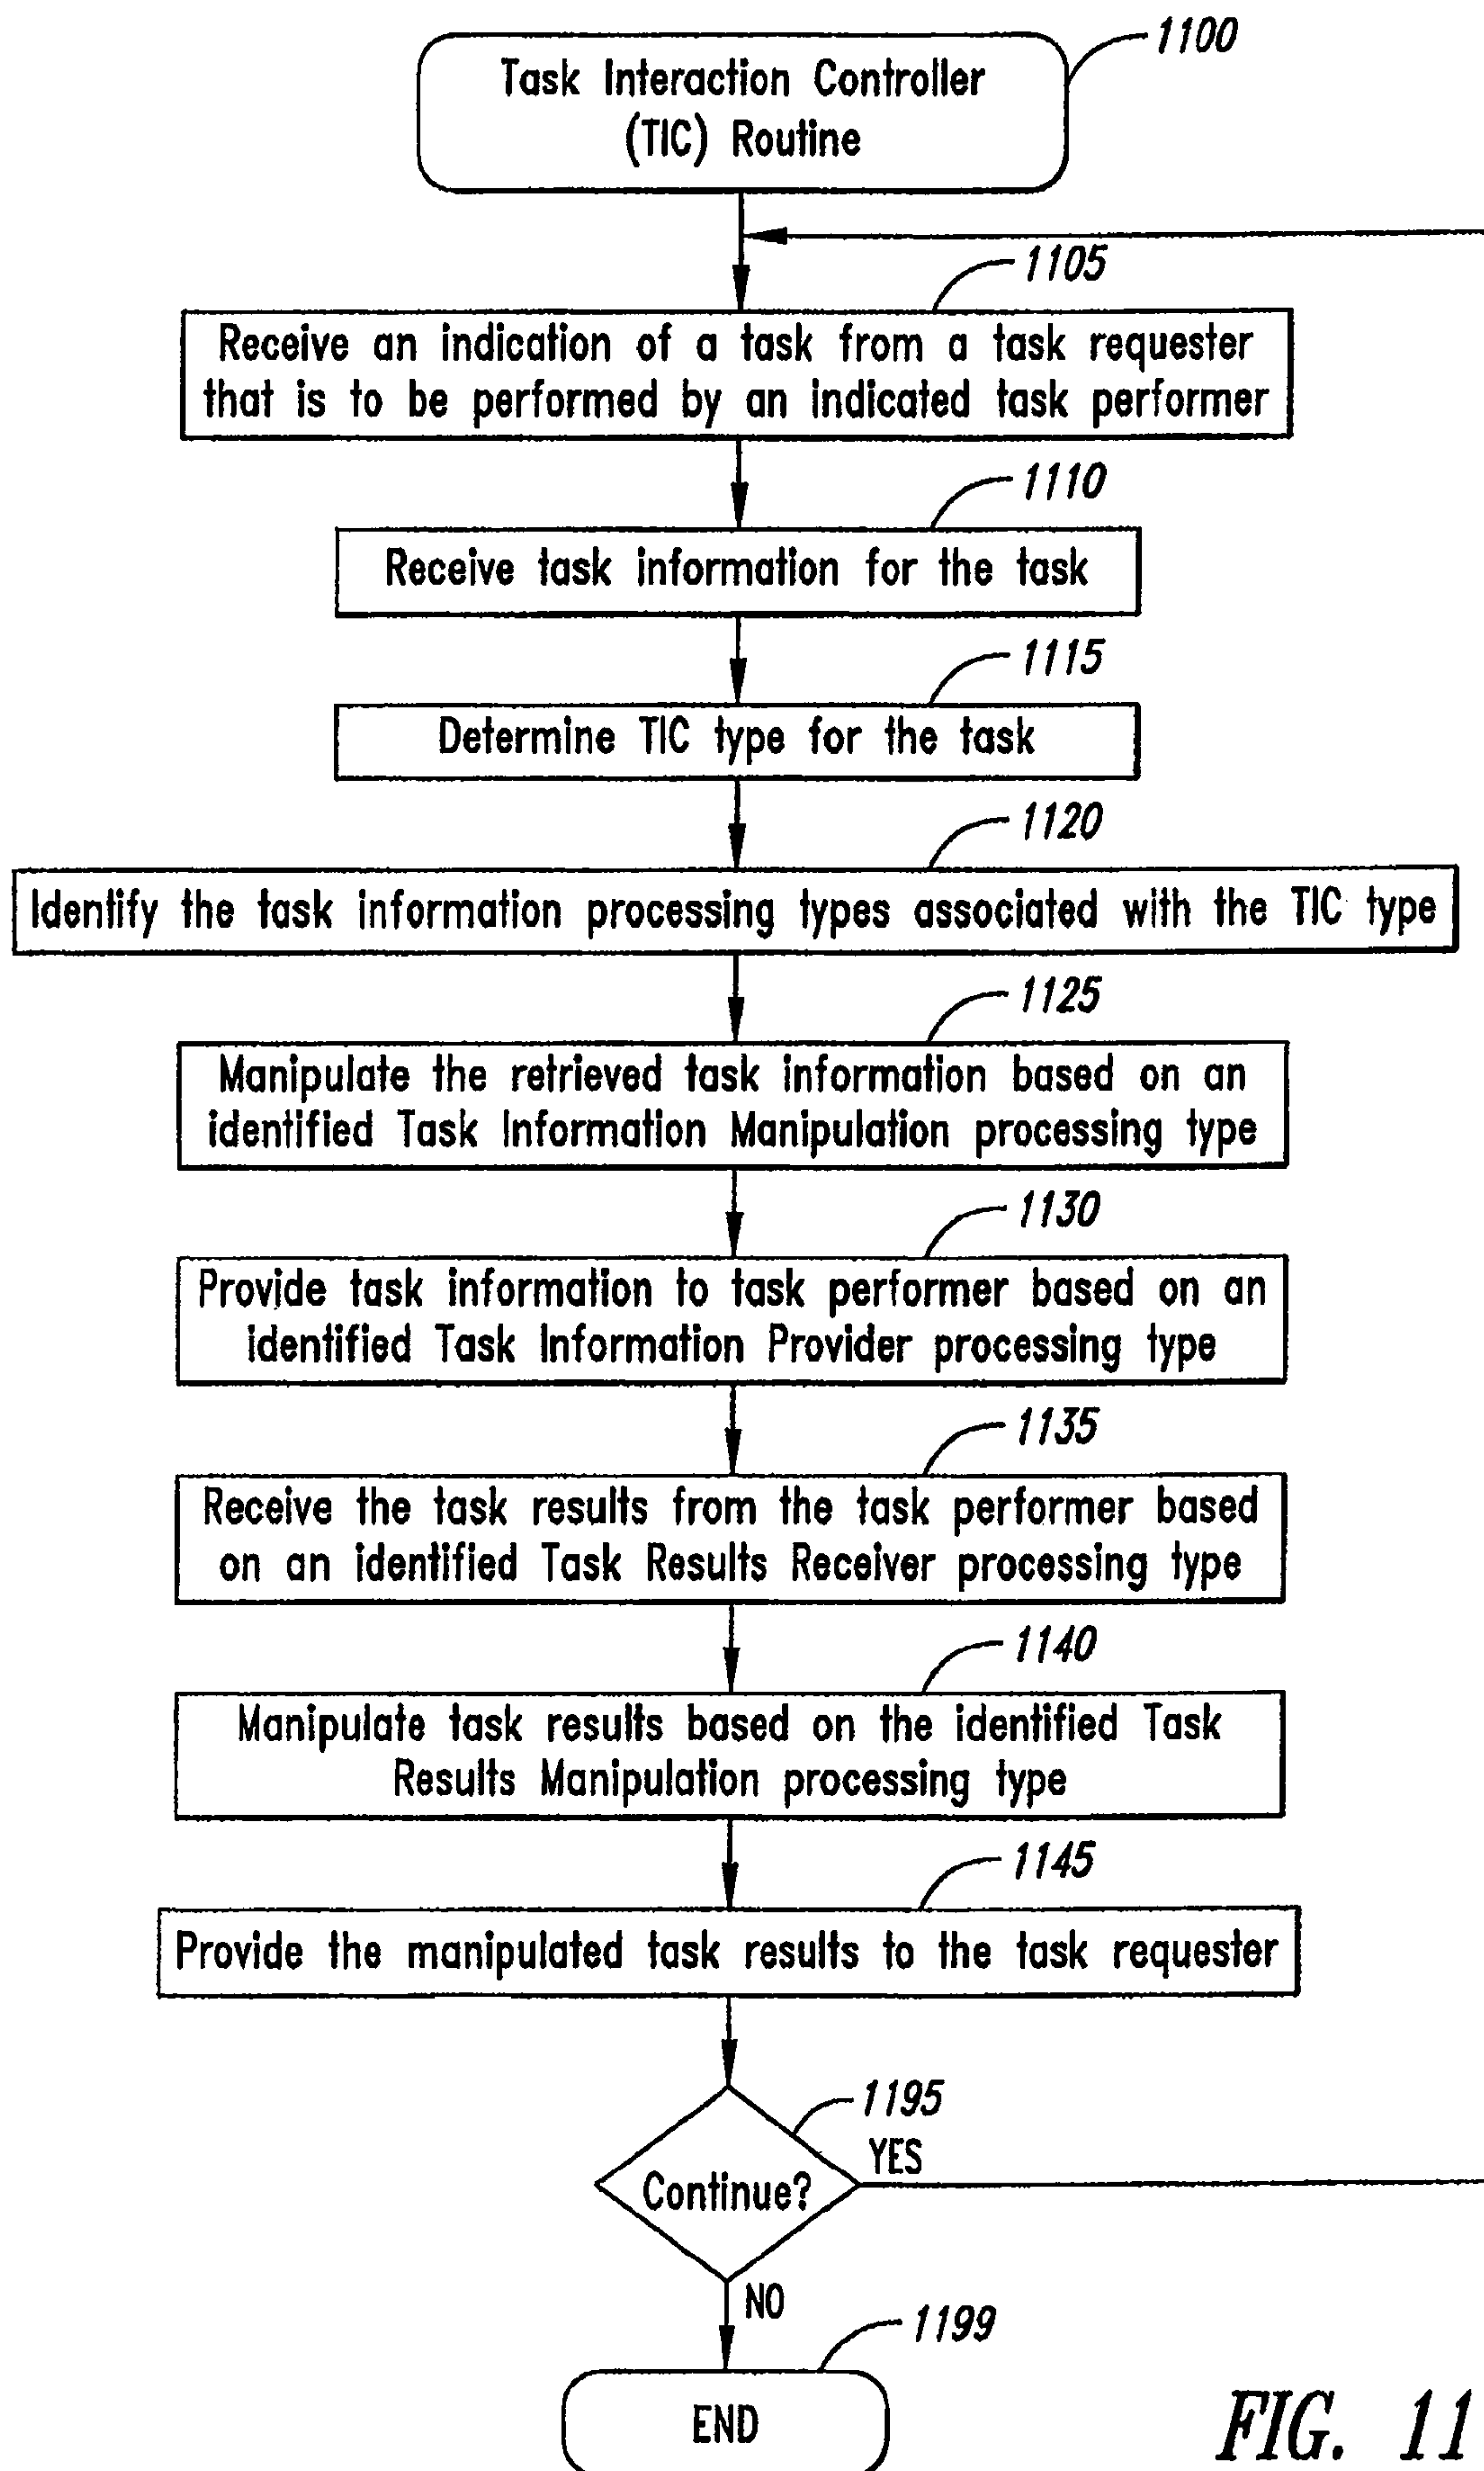 1100
Task Interaction Controller
(TIC) Routine
1105
Receive an indication of a task from a task requester
that is to be performed by an indicated task performer
1110
Receive task information for the task
1115
Determine TIC type for the task
1120
Identify the task information processing types associated with the TIC type
1125
Manipulate the retrieved task information based on an
identified Task Information Manipulation processing type
1130
Provide task information to task performer based on an
identified Task Information Provider processing type
1135
Receive the task results from the task performer based
on an identified Task Results Receiver processing type
1140
Manipulate task results based on the identified Task
Results Manipulation processing type
1145
Provide the manipulated task results to the task requester
1195
YES
Continue?
NO
1199
END
FIG. 11